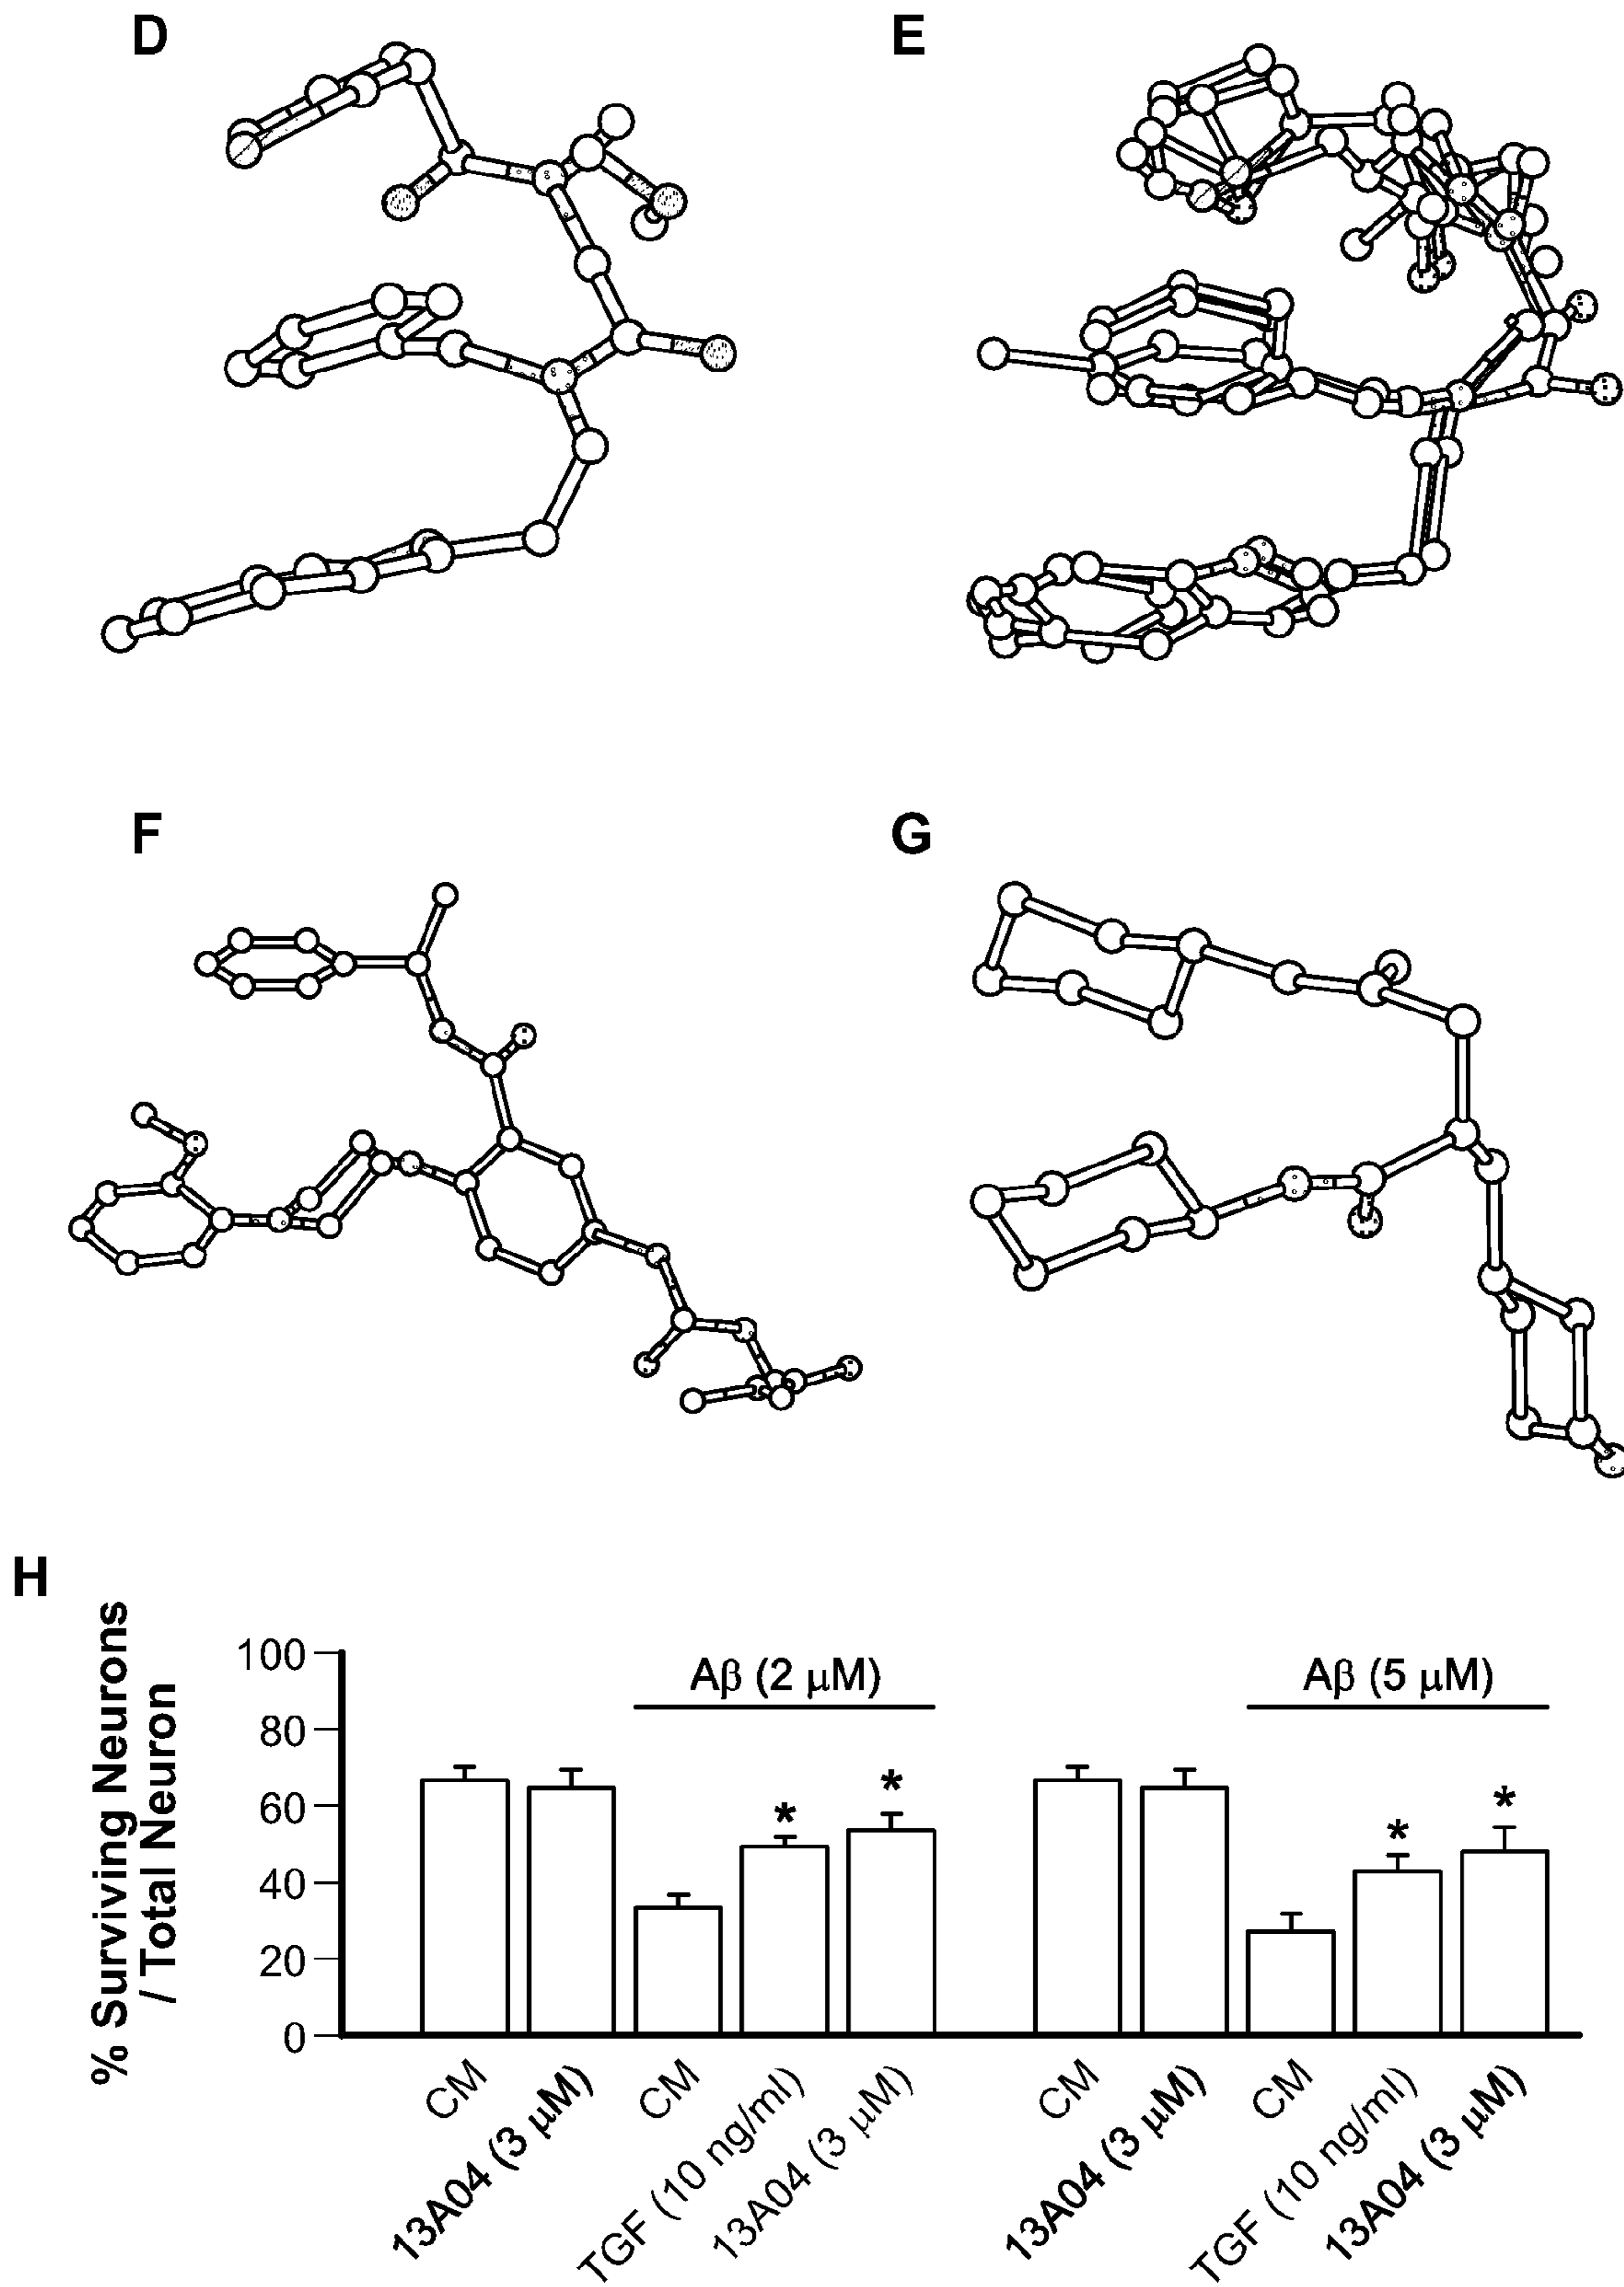 D
E
F
G
H
% Surviving Neurons
/ Total Neuron
100
80
60
40
20
0
Aβ (2 μM)
Aβ (5 μM)
*
*
*
*
CM
13A04 (3 μM)
CM
TGF (10 ng/ml)
13A04 (3 μM)
CM
13A04 (3 μM)
CM
TGF (10 ng/ml)
13A04 (3 μM)